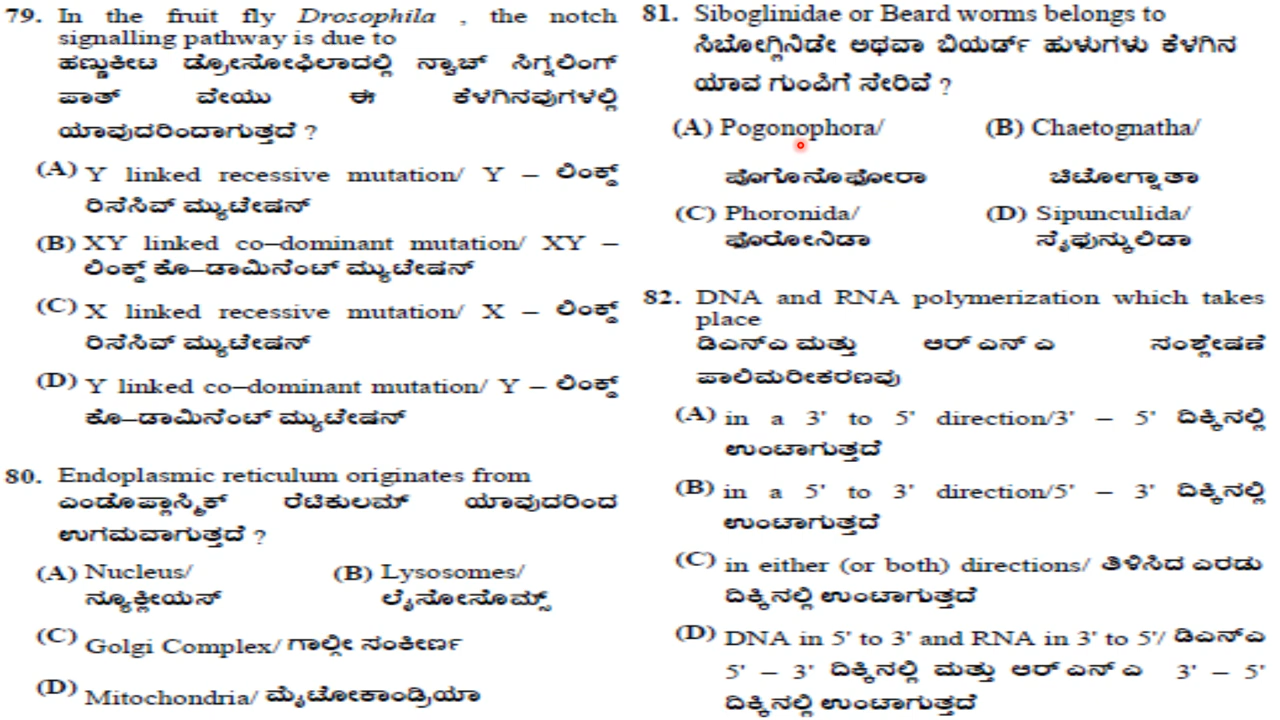 79. In the fruit fly Drosophila , the notch
signalling pathway is due to
ಹಣ್ಣುಕೀಟ ಡ್ರೋಸೋಫಿಲಾದಲ್ಲಿ ನ್ಯಾಚ್ ಸಿಗ್ನಲಿಂಗ್
ಪಾತ್ ವೇಯು ಈ ಕೆಳಗಿನವುಗಳಲ್ಲಿ
ಯಾವುದರಿಂದಾಗುತ್ತದೆ ?
(A) Y linked recessive mutation/ Y – ಲಿಂಕ್ಡ್
ರಿಸೆಸಿವ್ ಮ್ಯುಟೇಷನ್
(B) XY linked co–dominant mutation/ XY –
ಲಿಂಕ್ಡ್ ಕೊ–ಡಾಮಿನೆಂಟ್ ಮ್ಯುಟೇಷನ್
(C) X linked recessive mutation/ X – ಲಿಂಕ್ಡ್
ರಿಸೆಸಿವ್ ಮ್ಯುಟೇಷನ್
(D) Y linked co–dominant mutation/ Y – ಲಿಂಕ್ಡ್
ಕೊ–ಡಾಮಿನೆಂಟ್ ಮ್ಯುಟೇಷನ್
80. Endoplasmic reticulum originates from
ಎಂಡೊಪ್ಲಾಸ್ಮಿಕ್ ರೆಟಿಕುಲಮ್ ಯಾವುದರಿಂದ
ಉಗಮವಾಗುತ್ತದೆ ?
(A) Nucleus/ (B) Lysosomes/
ನ್ಯೂಕ್ಲೀಯಸ್ ಲೈಸೋಸೊಮ್ಸ್
(C) Golgi Complex/ ಗಾಲ್ಗೀ ಸಂಕೀರ್ಣ
(D) Mitochondria/ ಮೈಟೋಕಾಂಡ್ರಿಯಾ
81. Siboglinidae or Beard worms belongs to
ಸಿಬೋಗ್ಲಿನಿಡೇ ಅಥವಾ ಬಿಯರ್ಡ್ ಹುಳುಗಳು ಕೆಳಗಿನ
ಯಾವ ಗುಂಪಿಗೆ ಸೇರಿವೆ ?
(A) Pogonophora/ (B) Chaetognatha/
ಪೊಗೊನೊಫೋರಾ ಚಿಟೋಗ್ನಾತಾ
(C) Phoronida/ (D) Sipunculida/
ಫೊರೋನಿಡಾ ಸೈಫುನ್ಕುಲಿಡಾ
82. DNA and RNA polymerization which takes
place
ಡಿಎನ್ಎ ಮತ್ತು ಆರ್ ಎನ್ ಎ ಸಂಶ್ಲೇಷಣೆ
ಪಾಲಿಮರೀಕರಣವು
(A) in a 3' to 5' direction/3' – 5' ದಿಕ್ಕಿನಲ್ಲಿ
ಉಂಟಾಗುತ್ತದೆ
(B) in a 5' to 3' direction/5' – 3' ದಿಕ್ಕಿನಲ್ಲಿ
ಉಂಟಾಗುತ್ತದೆ
(C) in either (or both) directions/ ತಿಳಿಸಿದ ಎರಡು
ದಿಕ್ಕಿನಲ್ಲಿ ಉಂಟಾಗುತ್ತದೆ
(D) DNA in 5' to 3' and RNA in 3' to 5'/ ಡಿಎನ್ಎ
5' – 3' ದಿಕ್ಕಿನಲ್ಲಿ ಮತ್ತು ಆರ್ ಎನ್ ಎ 3' – 5'
ದಿಕ್ಕಿನಲ್ಲಿ ಉಂಟಾಗುತ್ತದೆ